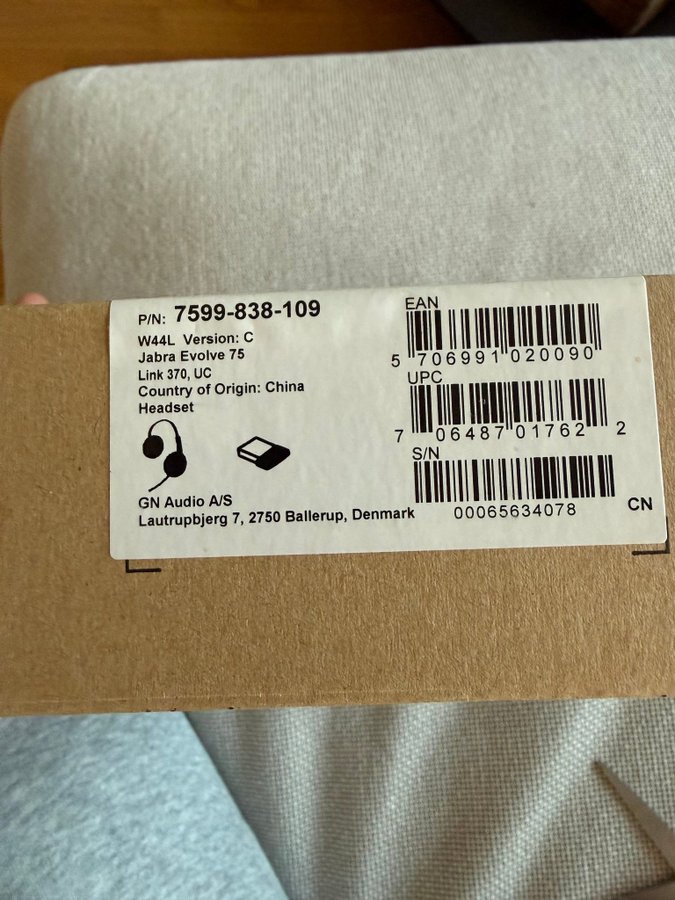 P/N: 7599-838-109
W44L Version: C
Jabra Evolve 75
Link 370, UC
Country of Origin: China
Headset
GN Audio A/S
Lautrupbjerg 7, 2750 Ballerup, Denmark
EAN
5 706991 020090
UPC
7 06487 01762 2
S/N
00065634078
CN